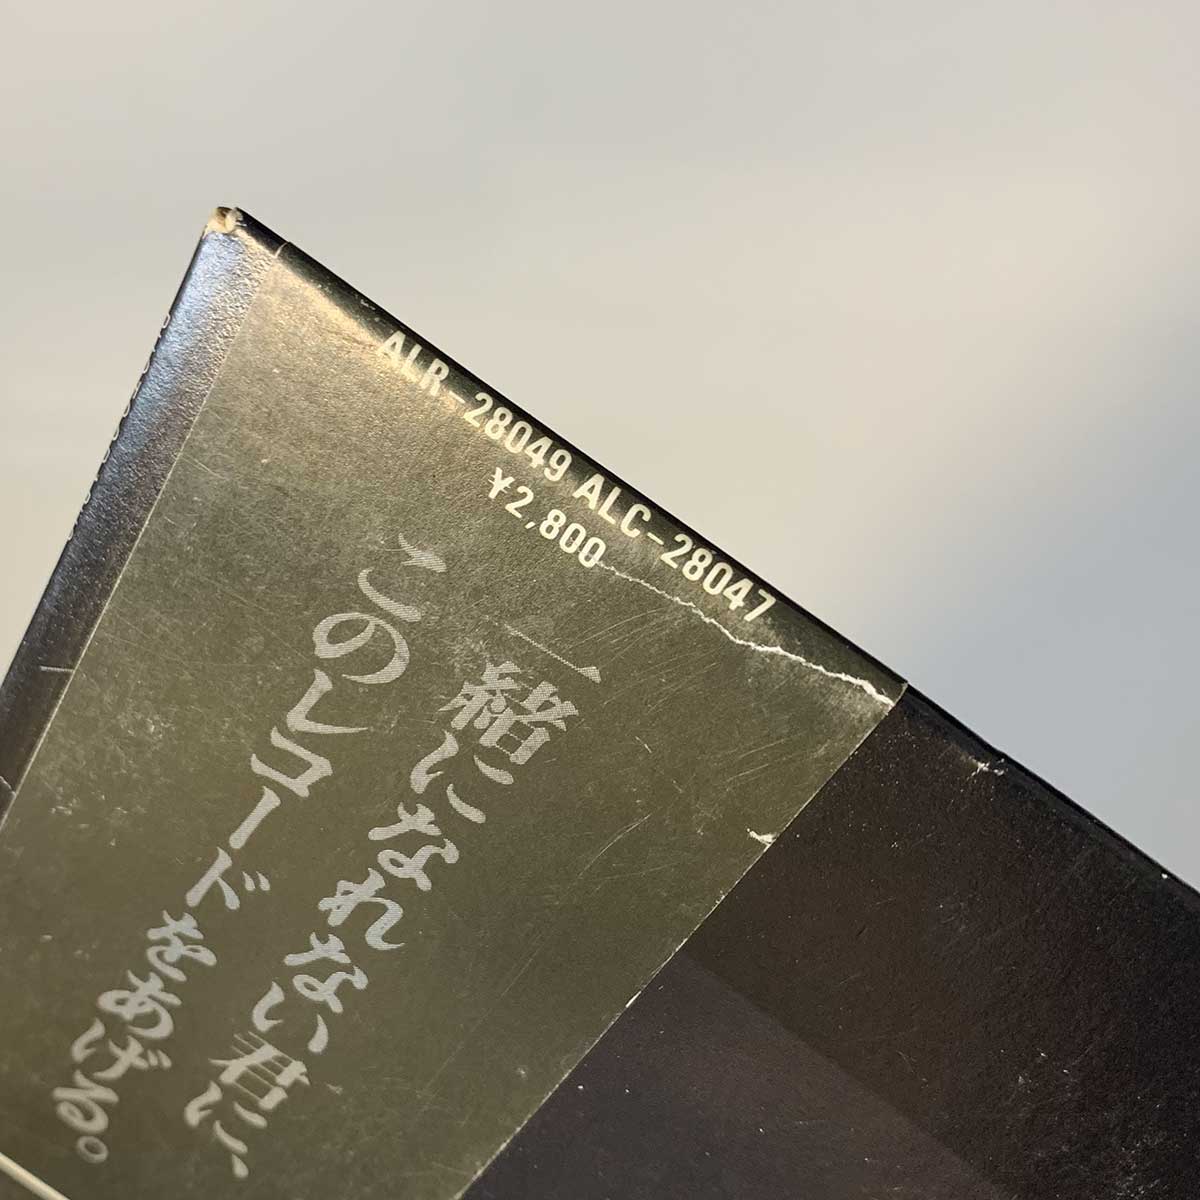 ALR-28049 ALC-28047
¥2,800
一緒になれない君に、
このレコードをあげる。